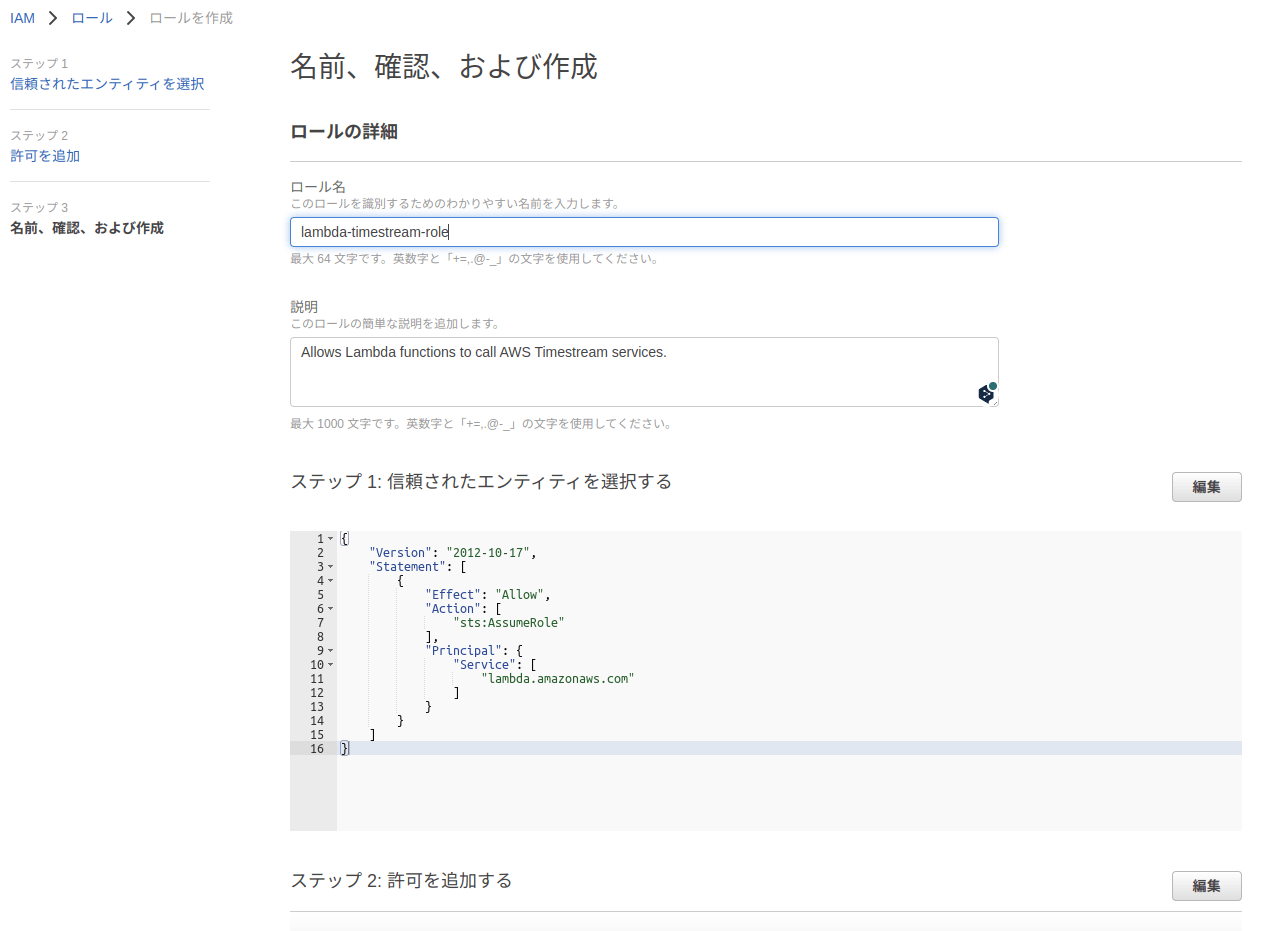 IAM > ロール > ロールを作成
ステップ 1
信頼されたエンティティを選択
ステップ 2
許可を追加
ステップ 3
名前、確認、および作成
名前、確認、および作成
ロールの詳細
ロール名
このロールを識別するためのわかりやすい名前を入力します。
lambda-timestream-role
最大 64 文字です。英数字と「+=,.@-_」の文字を使用してください。
説明
このロールの簡単な説明を追加します。
Allows Lambda functions to call AWS Timestream services.
最大 1000 文字です。英数字と「+=,.@-_」の文字を使用してください。
ステップ 1: 信頼されたエンティティを選択する
編集
1 {
2     "Version": "2012-10-17",
3     "Statement": [
4         {
5             "Effect": "Allow",
6             "Action": [
7                 "sts:AssumeRole"
8             ],
9             "Principal": {
10                 "Service": [
11                     "lambda.amazonaws.com"
12                 ]
13             }
14         }
15     ]
16 }
ステップ 2: 許可を追加する
編集